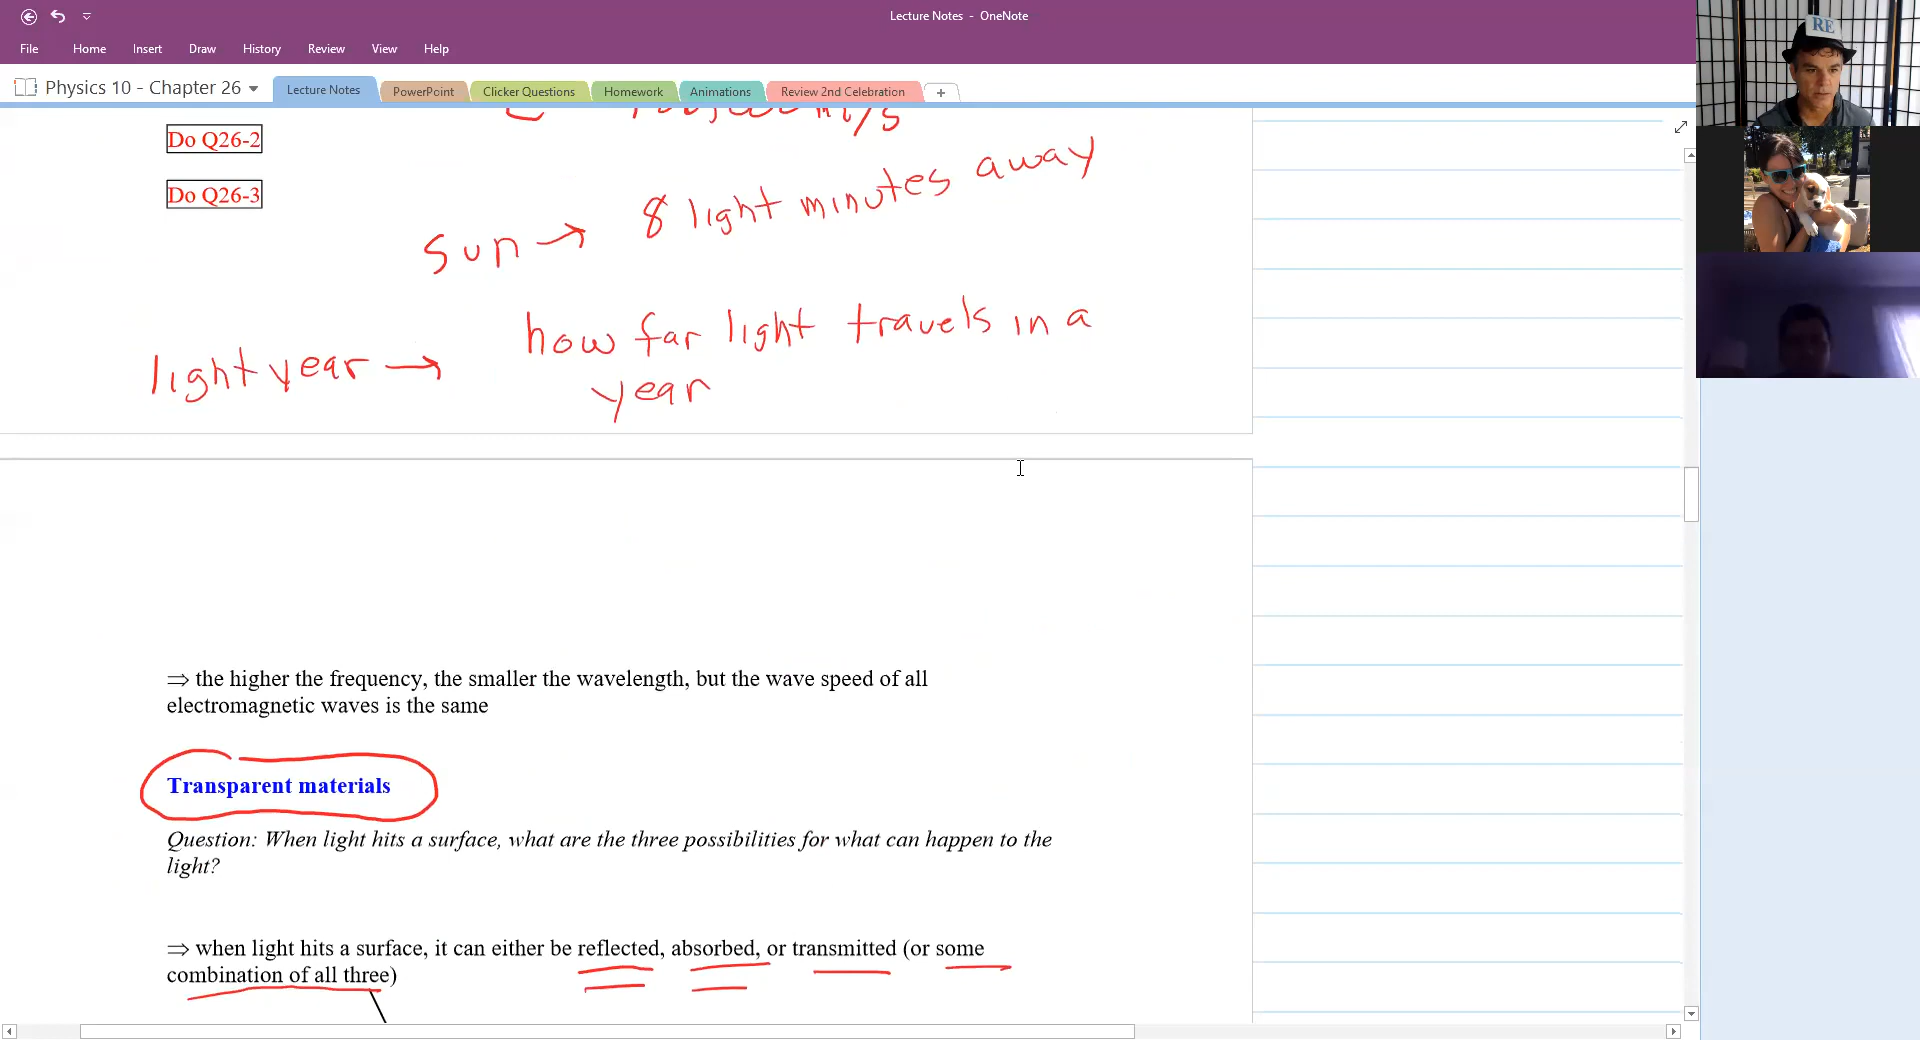 Lecture Notes - OneNote
File Home Insert Draw History Review View Help
Physics 10 - Chapter 26 Lecture Notes PowerPoint Clicker Questions Homework Animations Review 2nd Celebration +
RE
Do Q26-2
Do Q26-3
sun → 8 light minutes away
light year → how far light travels in a
year
⇒ the higher the frequency, the smaller the wavelength, but the wave speed of all
electromagnetic waves is the same
Transparent materials
Question: When light hits a surface, what are the three possibilities for what can happen to the
light?
⇒ when light hits a surface, it can either be reflected, absorbed, or transmitted (or some
combination of all three)